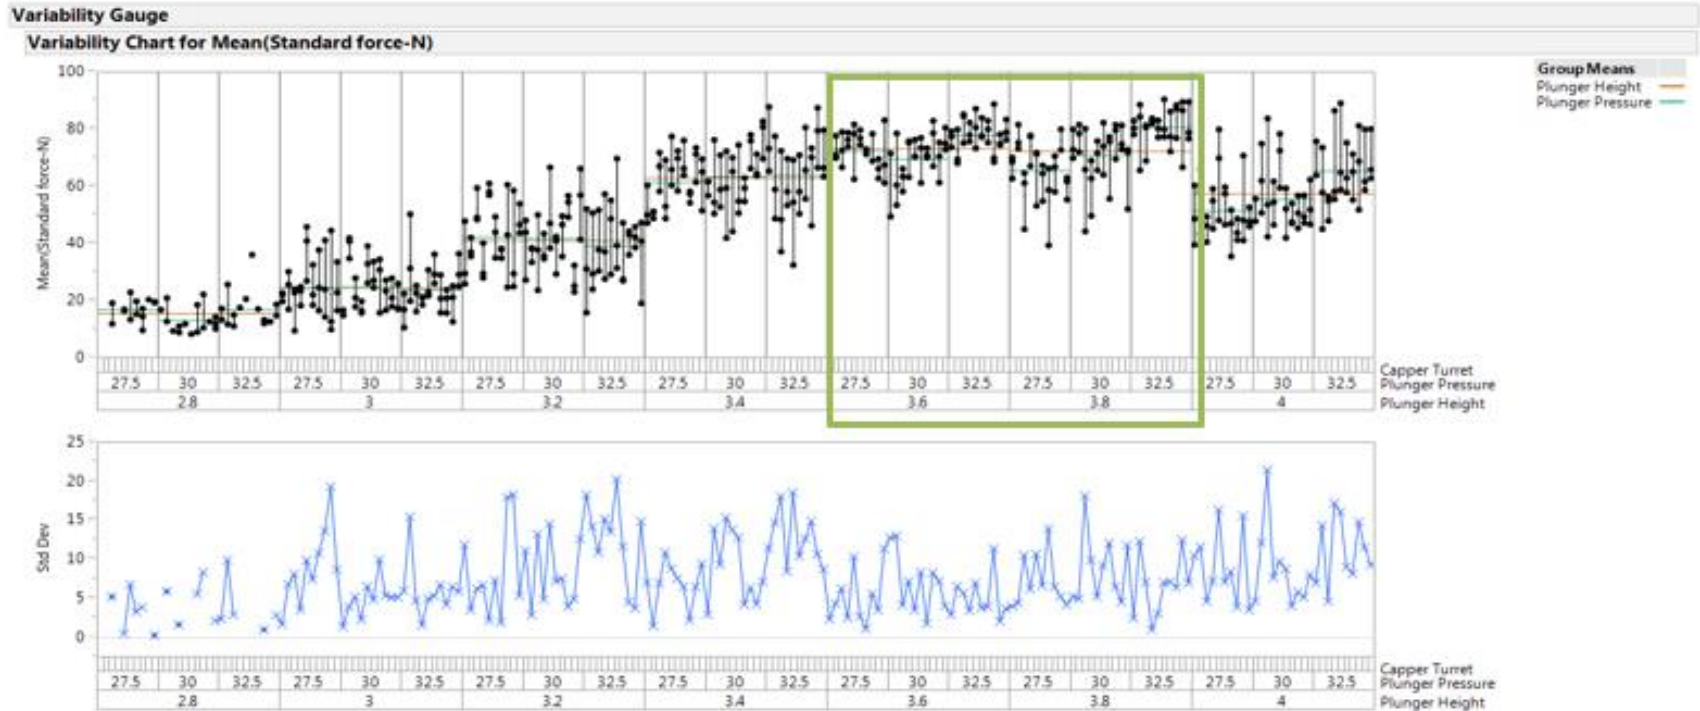 Variability Gauge
Variability Chart for Mean(Standard force-N)
Group Means
Plunger Height
Plunger Pressure
Mean(Standard force-N)
100
80
60
40
20
0
27.5 30 32.5 27.5 30 32.5 27.5 30 32.5 27.5 30 32.5 27.5 30 32.5 27.5 30 32.5 27.5 30 32.5
2.8 3 3.2 3.4 3.6 3.8 4
Capper Turret
Plunger Pressure
Plunger Height
Std Dev
25
20
15
10
5
0
27.5 30 32.5 27.5 30 32.5 27.5 30 32.5 27.5 30 32.5 27.5 30 32.5 27.5 30 32.5 27.5 30 32.5
2.8 3 3.2 3.4 3.6 3.8 4
Capper Turret
Plunger Pressure
Plunger Height